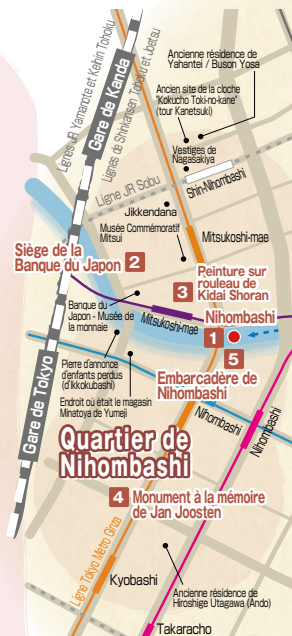 Ancienne résidence de
Yahantei / Buson Yosa
Ancien site de la cloche
"Kokucho Toki-no-kane"
(tour Kanetsuki)
Lignes JR Yamanote et Keihin Tohoku
Gare de Kanda
Lignes de Shinkansen Tohoku et Joetsu
Vestiges de
Nagasakiya
Shin-Nihombashi
Ligne JR Sobu
Jikkendana
Musée Commémoratif
Mitsui
Mitsukoshi-mae
Siège de la
Banque du Japon 2
3 Peinture sur
rouleau de
Kidai Shoran
Banque du
Japon - Musée de
la monnaie
Mitsukoshi-mae
Nihombashi
1
5
Pierre d'annonce
d'enfants perdus
(d'Ikkokubashi)
Embarcadère de
Nihombashi
Endroit où était le magasin
Minatoya de Yumeji
Gare de Tokyo
Nihombashi
Nihombashi
Quartier de
Nihombashi
4 Monument à la mémoire
de Jan Joosten
Ligne Tokyo Metro Ginza
Kyobashi
Ancienne résidence de
Hiroshige Utagawa (Ando)
Takaracho